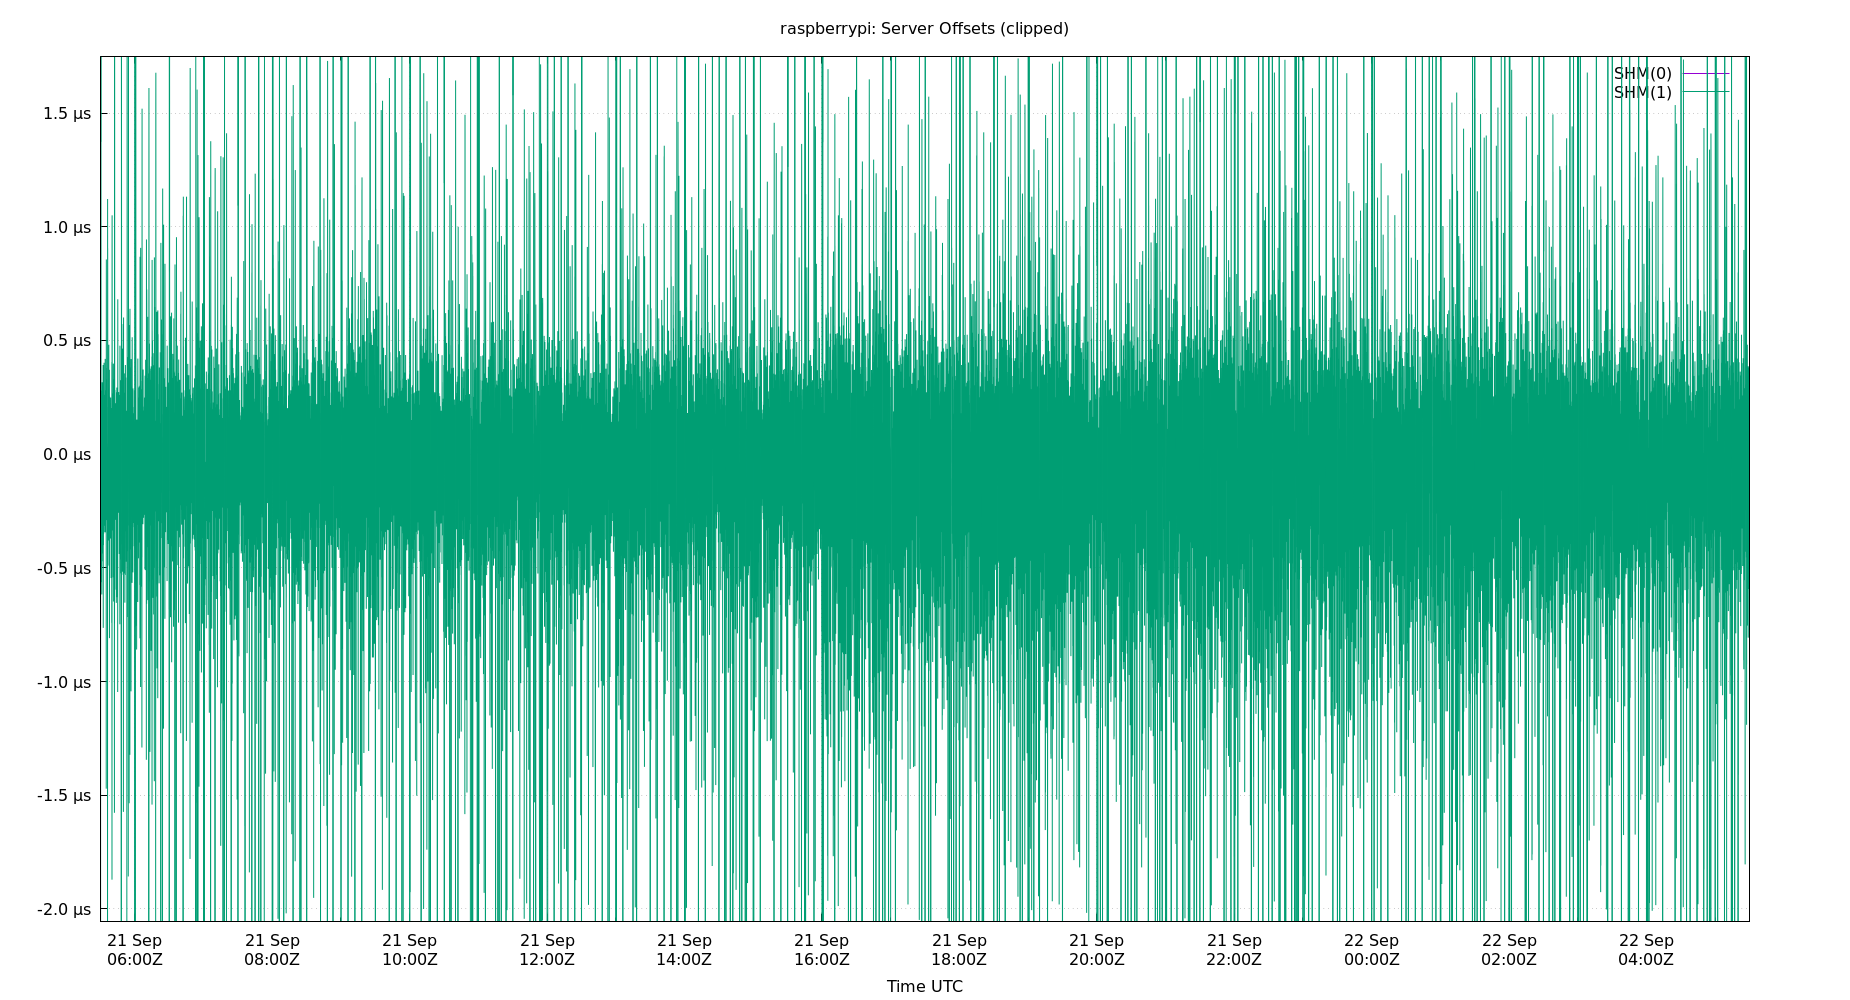 raspberrypi: Server Offsets (clipped)
SHM(0)
SHM(1)
1.5 µs
1.0 µs
0.5 µs
0.0 µs
-0.5 µs
-1.0 µs
-1.5 µs
-2.0 µs
21 Sep 21 Sep 21 Sep 21 Sep 21 Sep 21 Sep 21 Sep 21 Sep 21 Sep 22 Sep 22 Sep 22 Sep
06:00Z 08:00Z 10:00Z 12:00Z 14:00Z 16:00Z 18:00Z 20:00Z 22:00Z 00:00Z 02:00Z 04:00Z
Time UTC